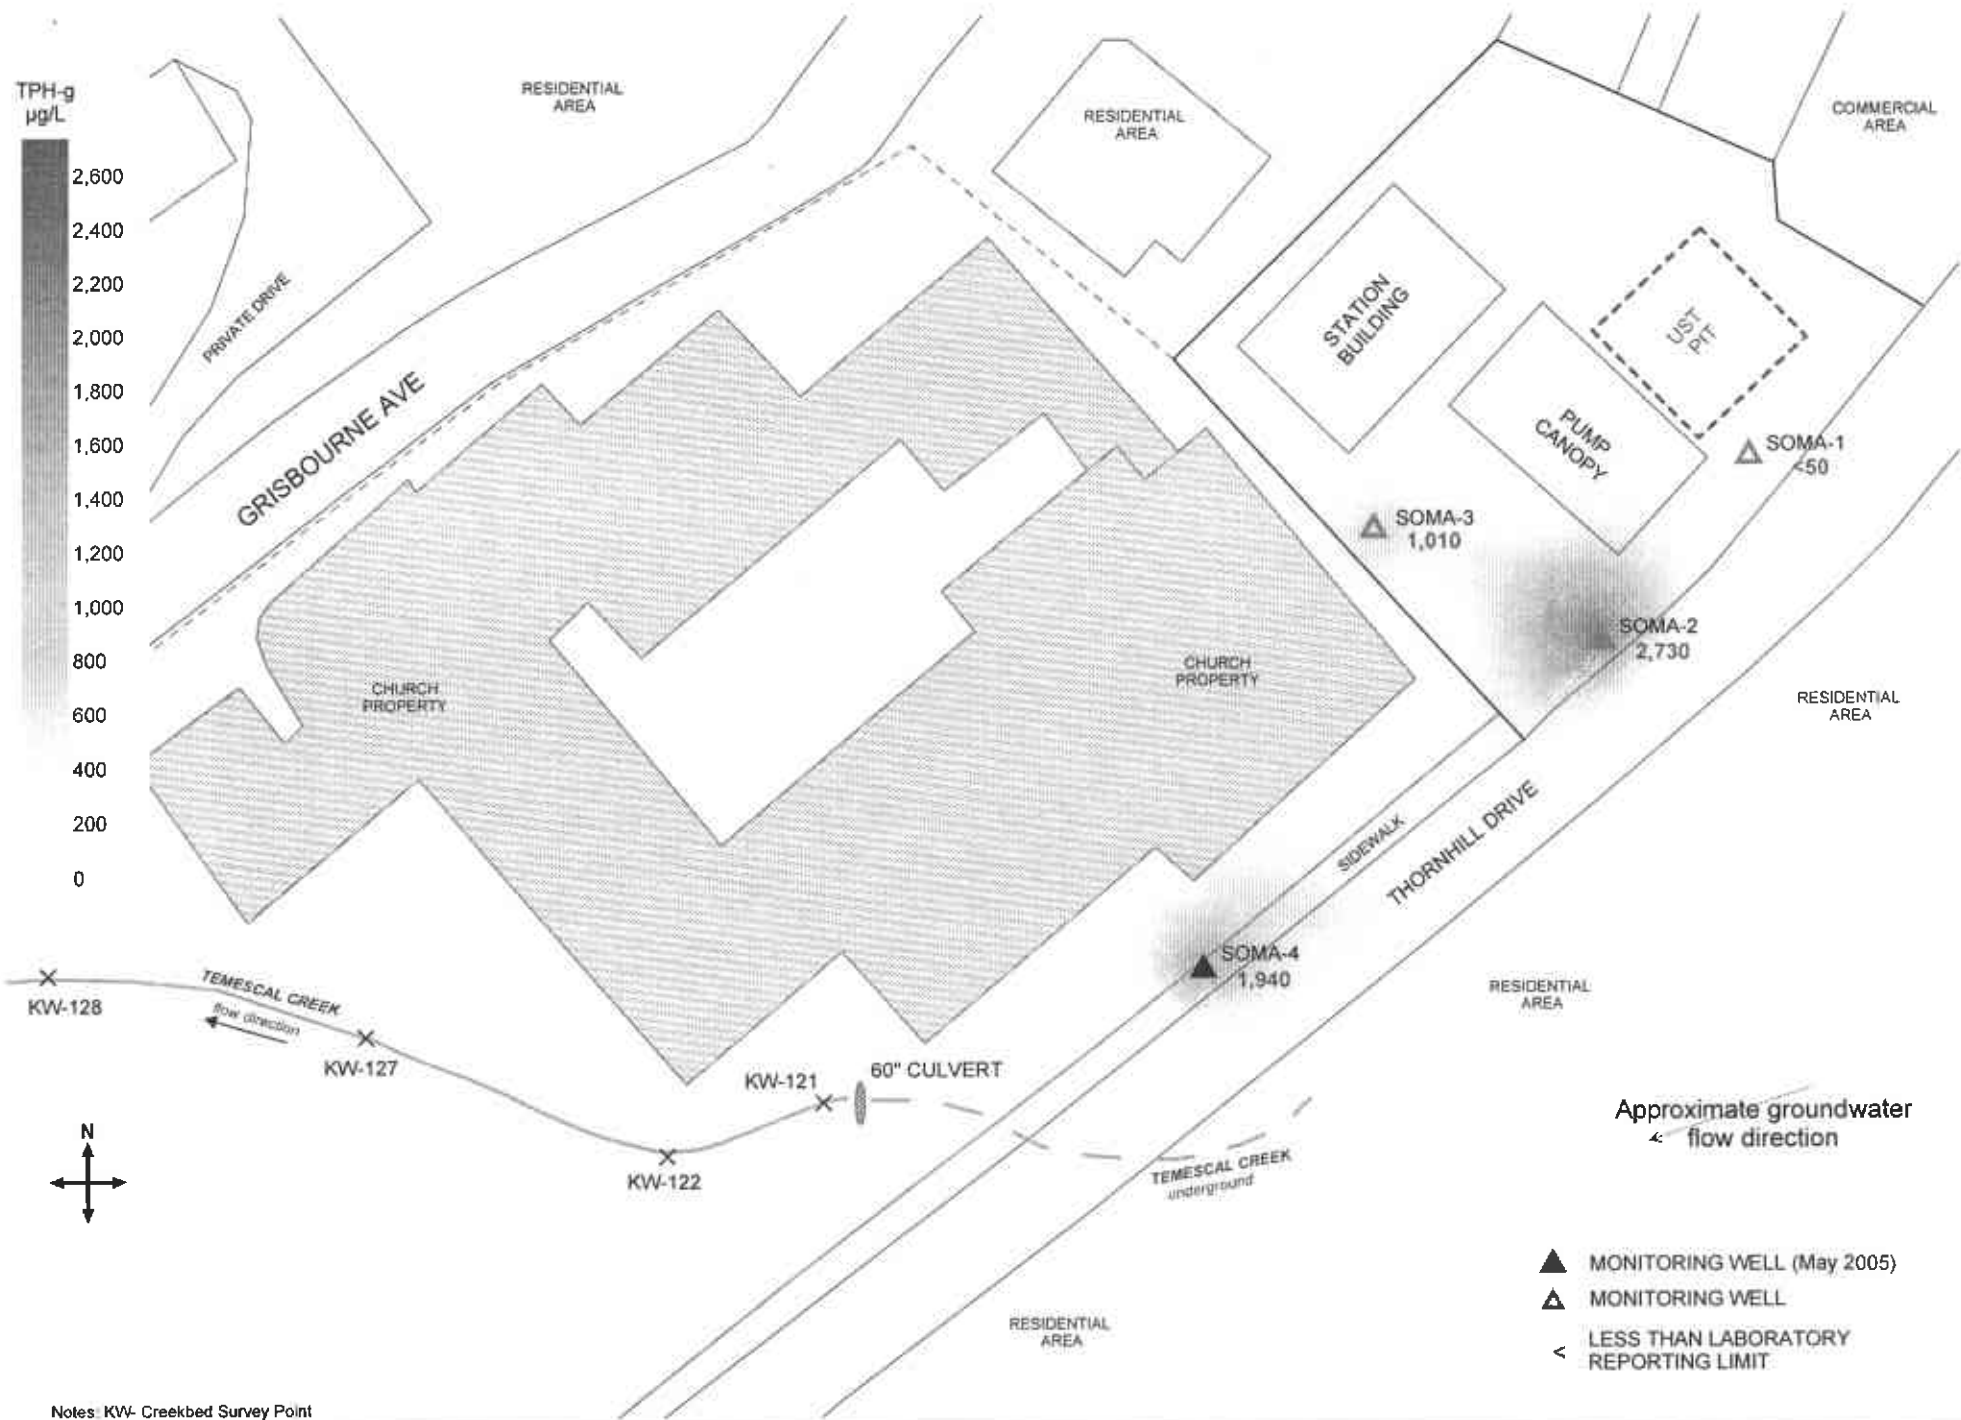 TPH-g
µg/L
2,600
2,400
2,200
2,000
1,800
1,600
1,400
1,200
1,000
800
600
400
200
0
RESIDENTIAL
AREA
RESIDENTIAL
AREA
COMMERCIAL
AREA
PRIVATE DRIVE
GRISBOURNE AVE
STATION
BUILDING
UST
PIT
PUMP
CANOPY
SOMA-1
<50
SOMA-3
1,010
SOMA-2
2,730
CHURCH
PROPERTY
CHURCH
PROPERTY
RESIDENTIAL
AREA
SIDEWALK
THORNHILL DRIVE
SOMA-4
1,940
RESIDENTIAL
AREA
TEMESCAL CREEK
flow direction
KW-128
KW-127
KW-121
60" CULVERT
KW-122
TEMESCAL CREEK
underground
Approximate groundwater
flow direction
N
RESIDENTIAL
AREA
MONITORING WELL (May 2005)
MONITORING WELL
< LESS THAN LABORATORY
REPORTING LIMIT
Notes: KW- Creekbed Survey Point